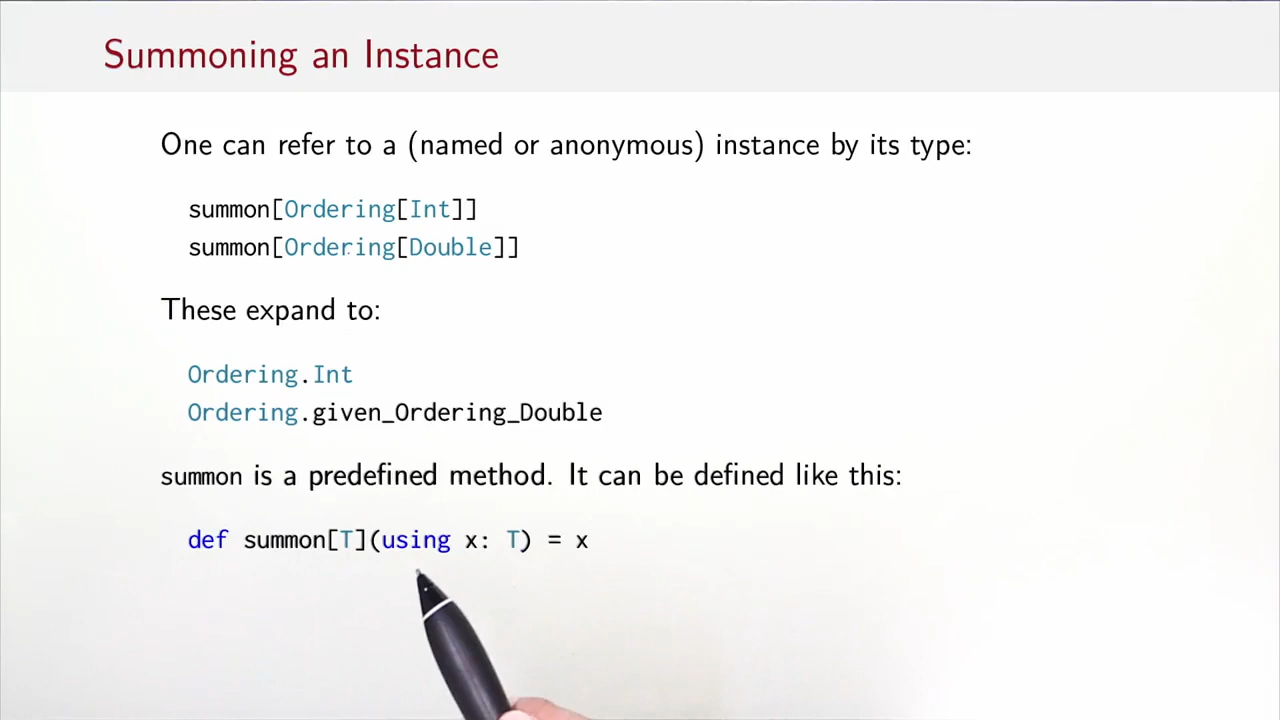 Summoning an Instance
One can refer to a (named or anonymous) instance by its type:
summon[Ordering[Int]]
summon[Ordering[Double]]
These expand to:
Ordering.Int
Ordering.given_Ordering_Double
summon is a predefined method. It can be defined like this:
def summon[T](using x: T) = x